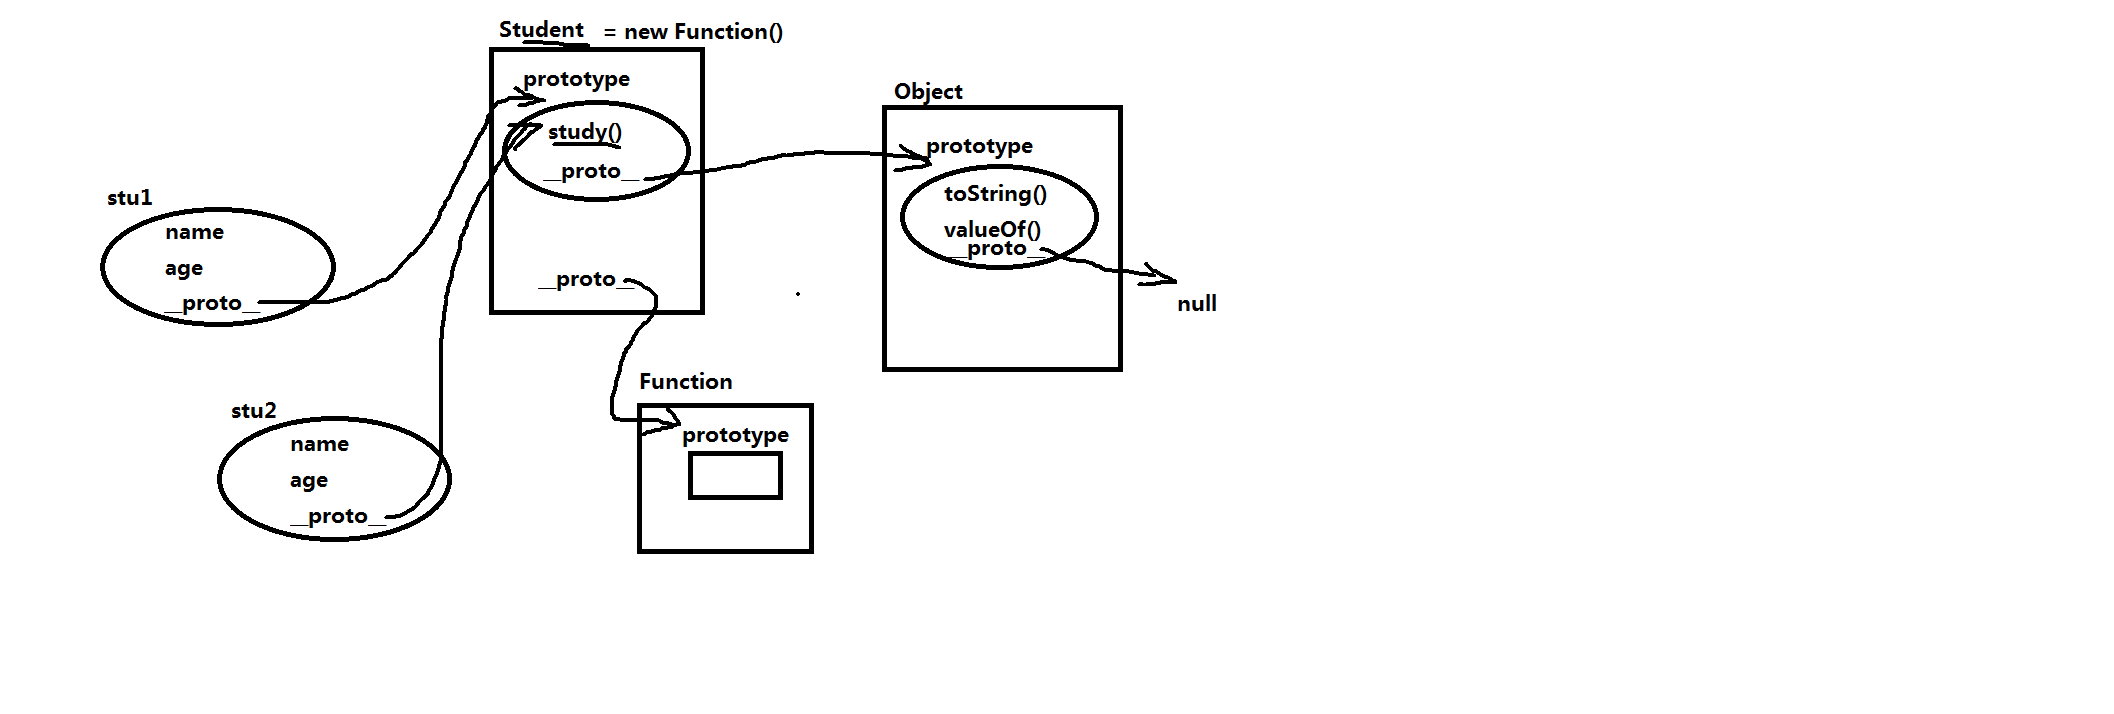 Student = new Function()
prototype
study()
__proto__
__proto__
Object
prototype
toString()
valueOf()
__proto__
null
stu1
name
age
__proto__
stu2
name
age
__proto__
Function
prototype